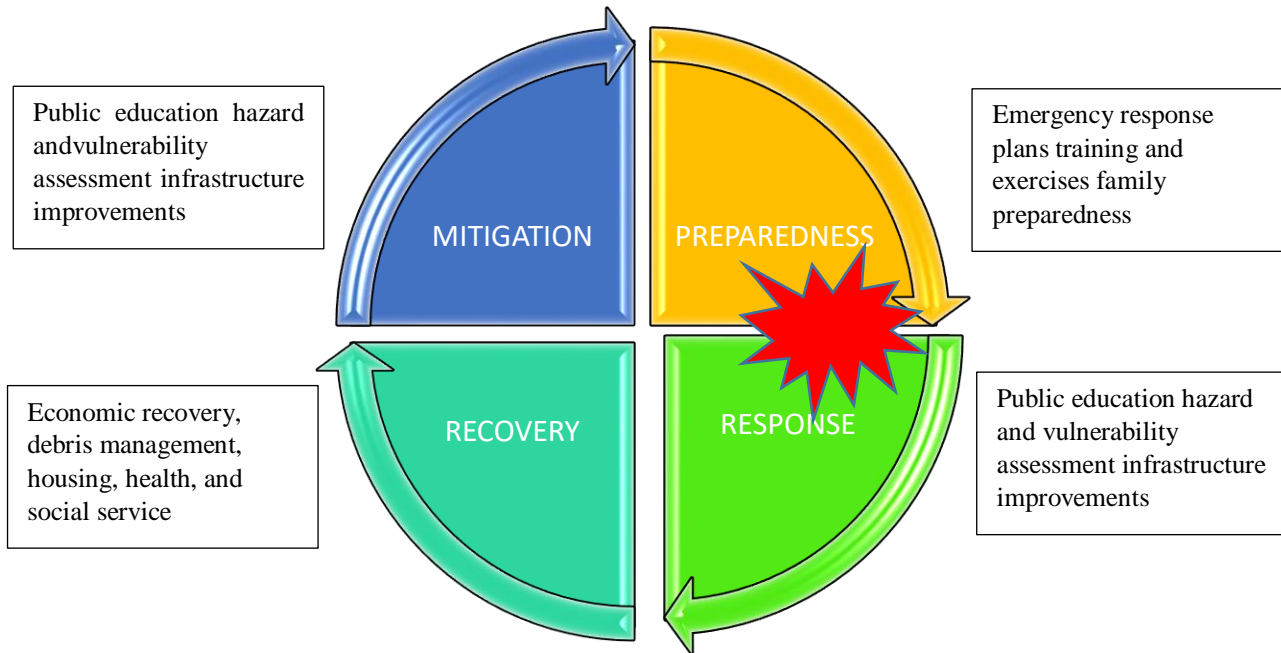 Public education hazard
andvulnerability
assessment infrastructure
improvements
MITIGATION
PREPAREDNESS
Emergency response
plans training and
exercises family
preparedness
Economic recovery,
debris management,
housing, health, and
social service
RECOVERY
RESPONSE
Public education hazard
and vulnerability
assessment infrastructure
improvements